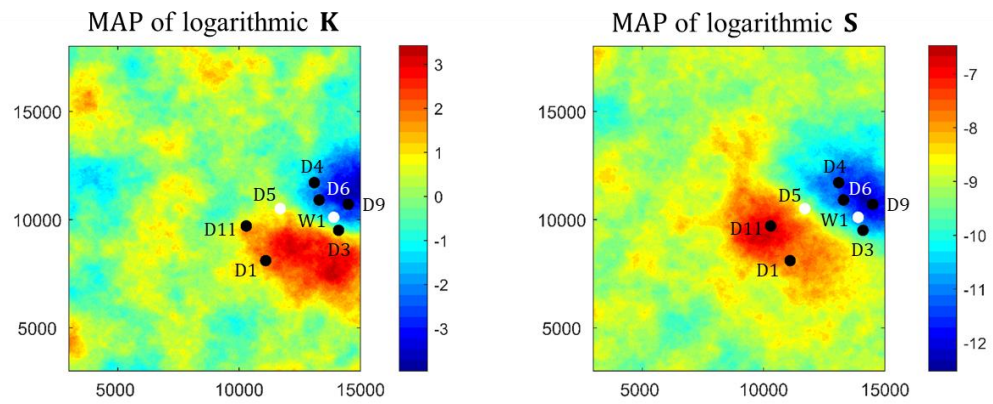 MAP of logarithmic K
MAP of logarithmic S
15000
10000
5000
5000
10000
15000
D4
D6
D5
D9
W1
D11
D3
D1
3
2
1
0
-1
-2
-3
15000
10000
5000
5000
10000
15000
D4
D6
D5
D9
W1
D11
D3
D1
-7
-8
-9
-10
-11
-12